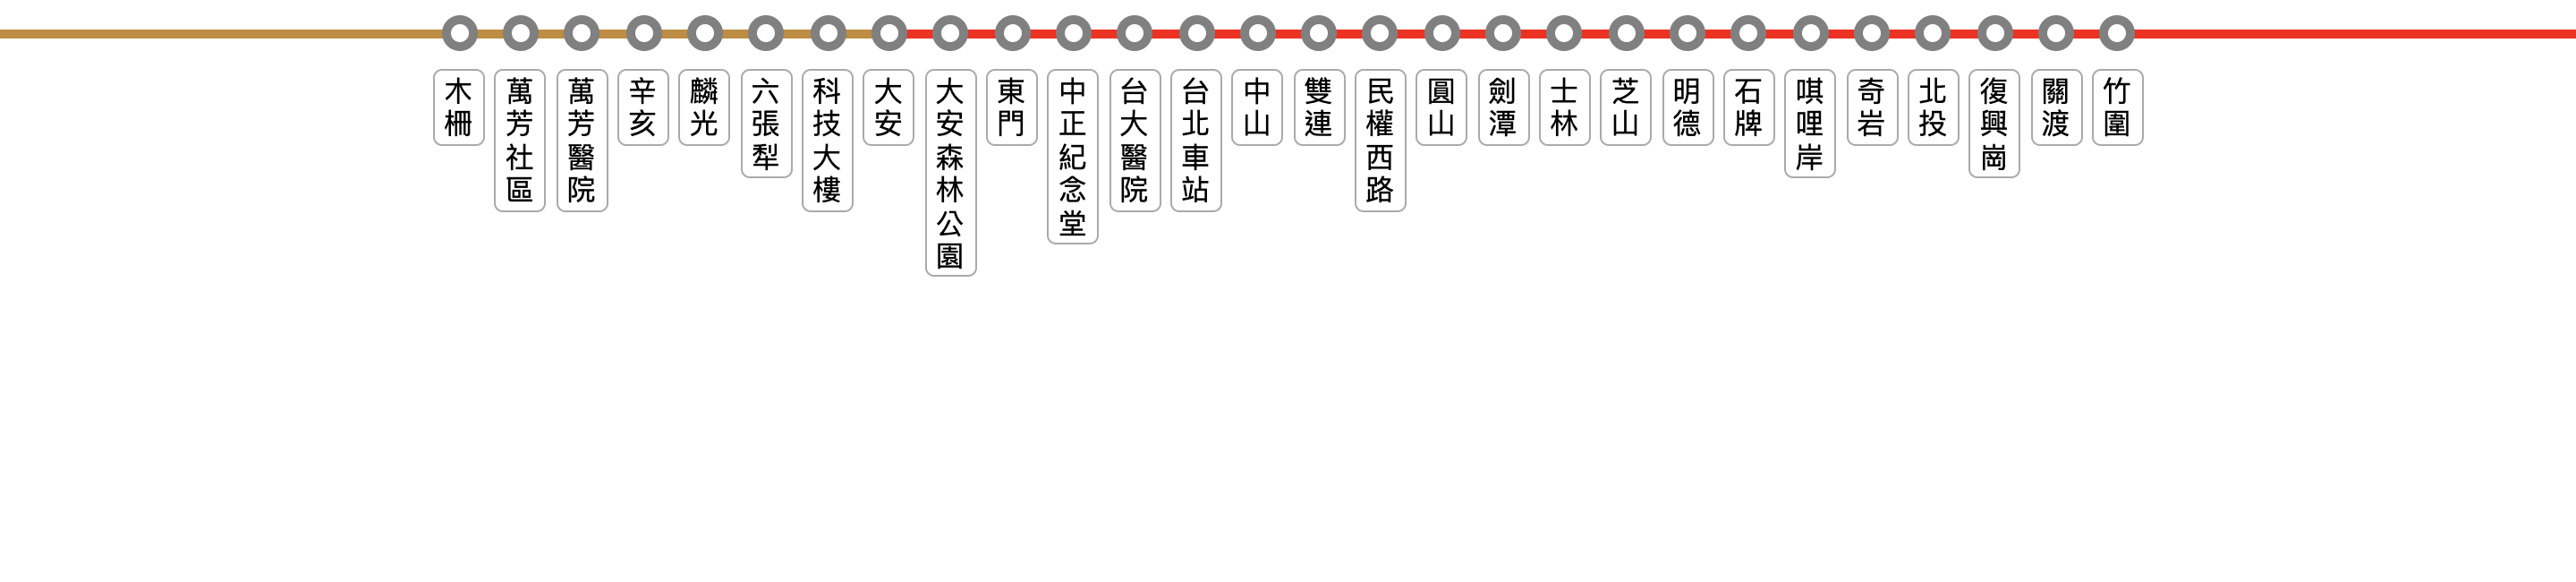 木柵
萬芳社區
萬芳醫院
辛亥
麟光
六張犁
科技大樓
大安
大安森林公園
東門
中正紀念堂
台大醫院
台北車站
中山
雙連
民權西路
圓山
劍潭
士林
芝山
明德
石牌
唭哩岸
奇岩
北投
復興崗
關渡
竹圍